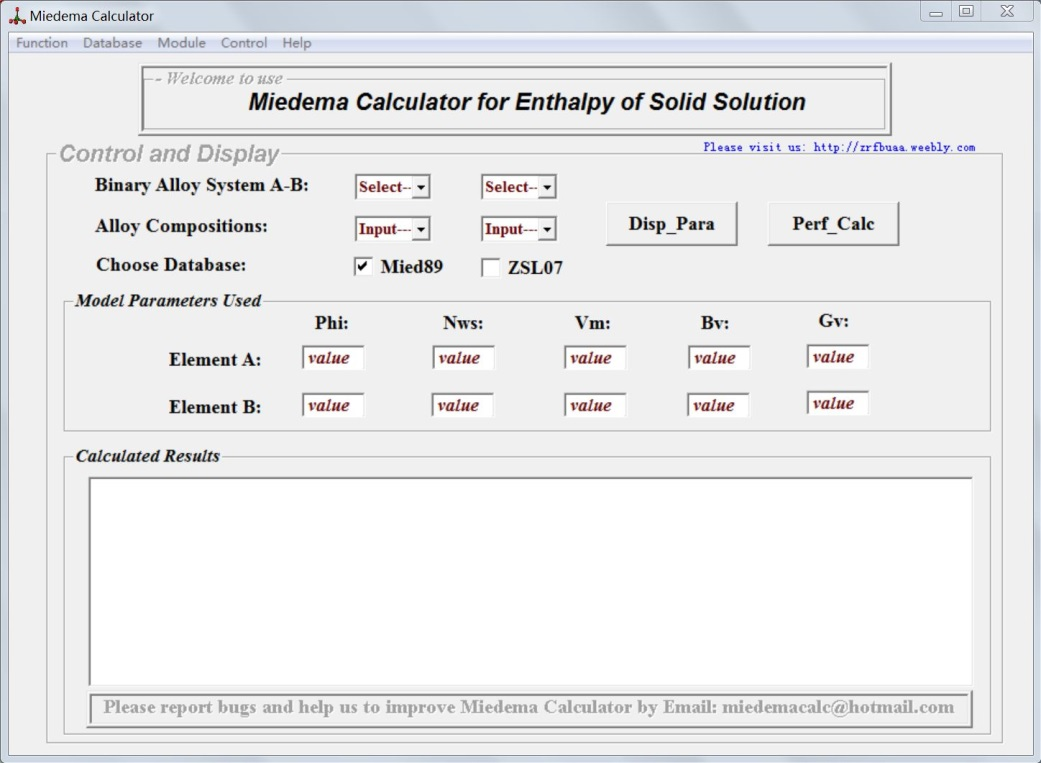 Miedema Calculator
Function Database Module Control Help
- Welcome to use
Miedema Calculator for Enthalpy of Solid Solution
Please visit us: http://zrfbuaa.weebly.com
Control and Display
Binary Alloy System A-B: Select-- Select--
Alloy Compositions: Input--- Input--- Disp_Para Perf_Calc
Choose Database: Mied89 ZSL07
Model Parameters Used
Phi: Nws: Vm: Bv: Gv:
Element A: value value value value value
Element B: value value value value value
Calculated Results
Please report bugs and help us to improve Miedema Calculator by Email: miedemacalc@hotmail.com